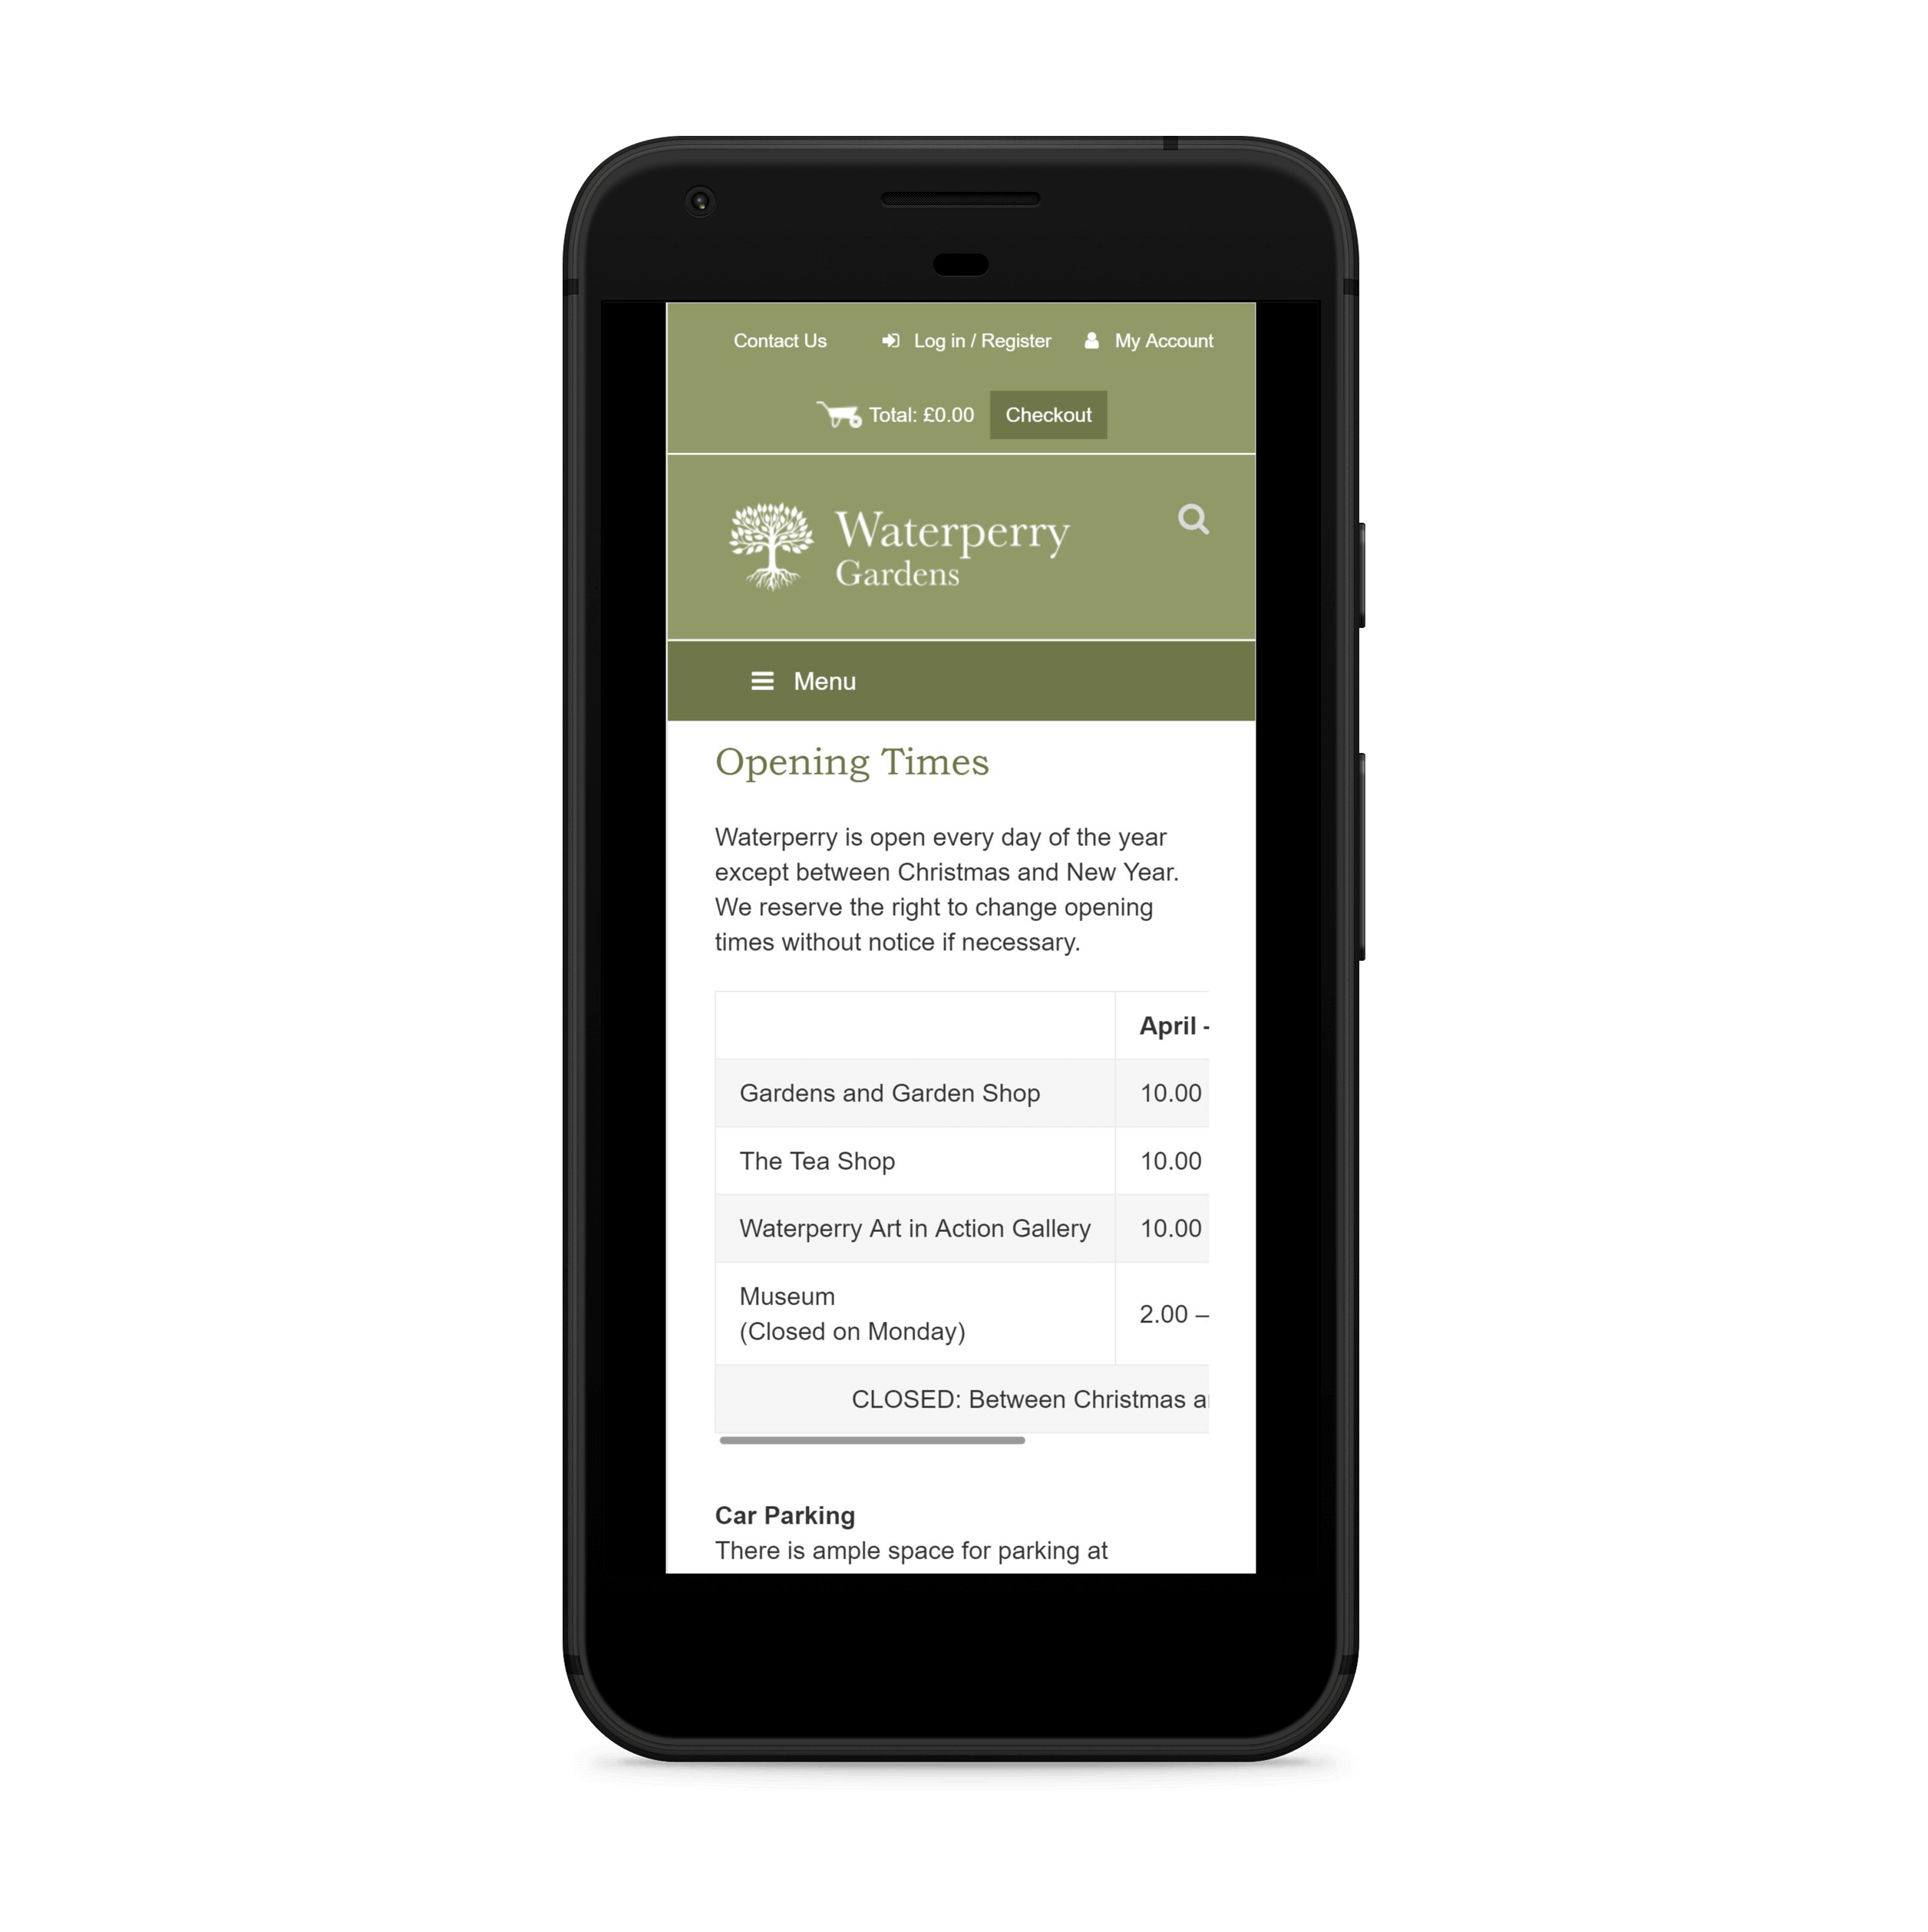 Contact Us Log in / Register My Account
Total: £0.00 Checkout
Waterperry
Gardens
Menu
Opening Times
Waterperry is open every day of the year
except between Christmas and New Year.
We reserve the right to change opening
times without notice if necessary.
April -
Gardens and Garden Shop 10.00
The Tea Shop 10.00
Waterperry Art in Action Gallery 10.00
Museum
(Closed on Monday) 2.00 –
CLOSED: Between Christmas a
Car Parking
There is ample space for parking at